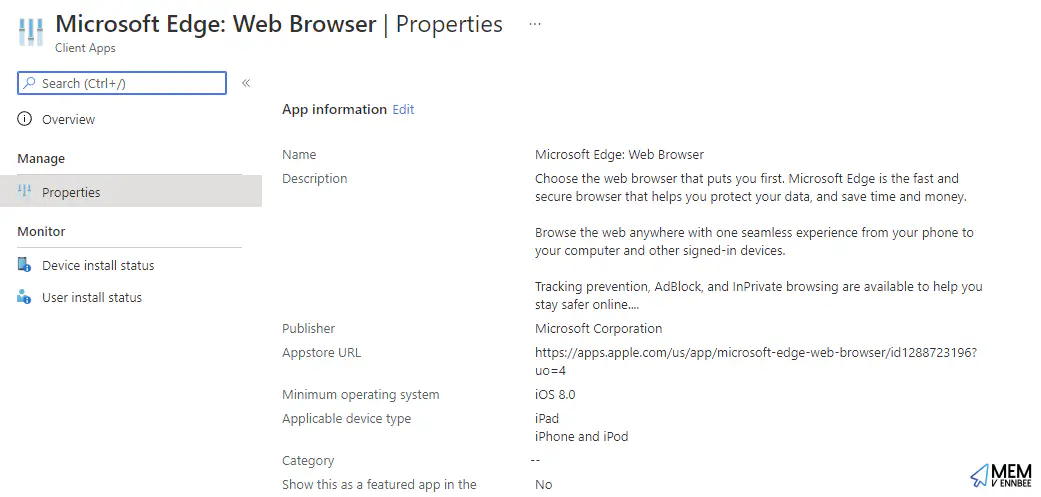 Microsoft Edge: Web Browser | Properties ...
Client Apps
Search (Ctrl+/)
«
Overview
Manage
Properties
Monitor
Device install status
User install status
App information Edit
Name Microsoft Edge: Web Browser
Description Choose the web browser that puts you first. Microsoft Edge is the fast and
secure browser that helps you protect your data, and save time and money.
Browse the web anywhere with one seamless experience from your phone to
your computer and other signed-in devices.
Tracking prevention, AdBlock, and InPrivate browsing are available to help you
stay safer online....
Publisher Microsoft Corporation
Appstore URL https://apps.apple.com/us/app/microsoft-edge-web-browser/id1288723196?
uo=4
Minimum operating system iOS 8.0
Applicable device type iPad
iPhone and iPod
Category --
Show this as a featured app in the No
MEM
V ENNBEE